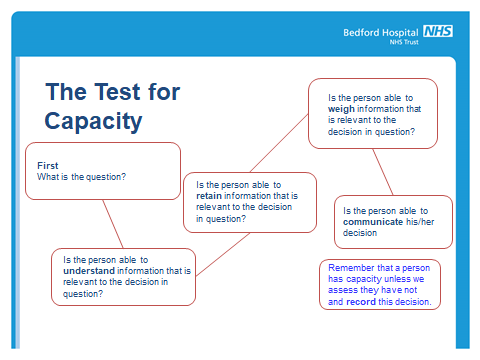 Bedford Hospital NHS
NHS Trust
The Test for
Capacity
First
What is the question?
Is the person able to
understand information that is
relevant to the decision in
question?
Is the person able to
retain information that is
relevant to the decision
in question?
Is the person able to
weigh information that
is relevant to the
decision in question?
Is the person able to
communicate his/her
decision
Remember that a person
has capacity unless we
assess they have not
and record this decision.